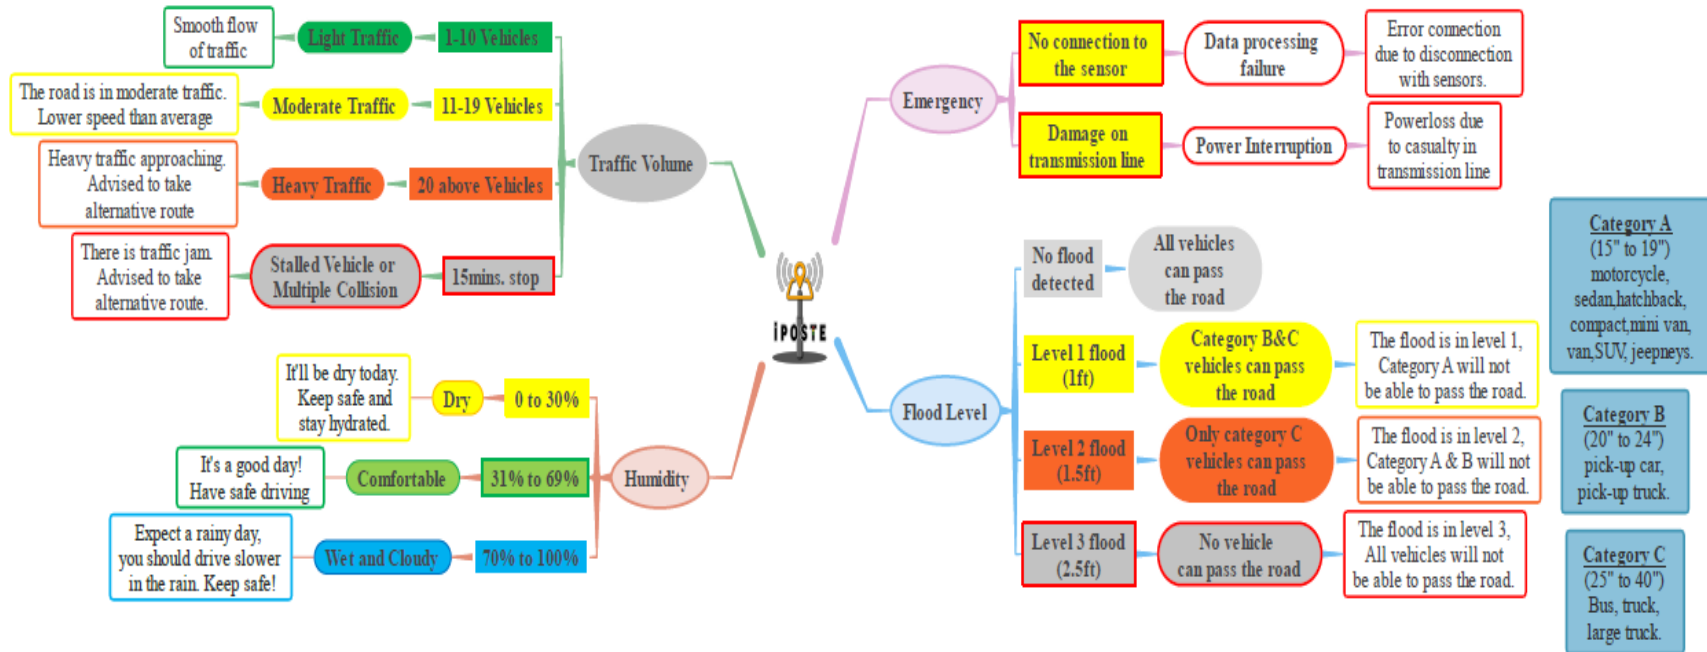 Smooth flow
of traffic
Light Traffic
1-10 Vehicles
The road is in moderate traffic.
Lower speed than average
Moderate Traffic
11-19 Vehicles
Heavy traffic approaching.
Advised to take
alternative route
Heavy Traffic
20 above Vehicles
There is traffic jam.
Advised to take
alternative route.
Stalled Vehicle or
Multiple Collision
15mins. stop
Traffic Volume
It'll be dry today.
Keep safe and
stay hydrated.
Dry
0 to 30%
It's a good day!
Have safe driving
Comfortable
31% to 69%
Expect a rainy day,
you should drive slower
in the rain. Keep safe!
Wet and Cloudy
70% to 100%
Humidity
iPOSTE
Emergency
No connection to
the sensor
Data processing
failure
Error connection
due to disconnection
with sensors.
Damage on
transmission line
Power Interruption
Powerloss due
to casualty in
transmission line
Flood Level
No flood
detected
All vehicles
can pass
the road
Level 1 flood
(1ft)
Category B&C
vehicles can pass
the road
The flood is in level 1,
Category A will not
be able to pass the road.
Level 2 flood
(1.5ft)
Only category C
vehicles can pass
the road
The flood is in level 2,
Category A & B will not
be able to pass the road.
Level 3 flood
(2.5ft)
No vehicle
can pass the road
The flood is in level 3,
All vehicles will not
be able to pass the road.
Category A
(15" to 19")
motorcycle,
sedan,hatchback,
compact,mini van,
van,SUV, jeepneys.
Category B
(20" to 24")
pick-up car,
pick-up truck.
Category C
(25" to 40")
Bus, truck,
large truck.